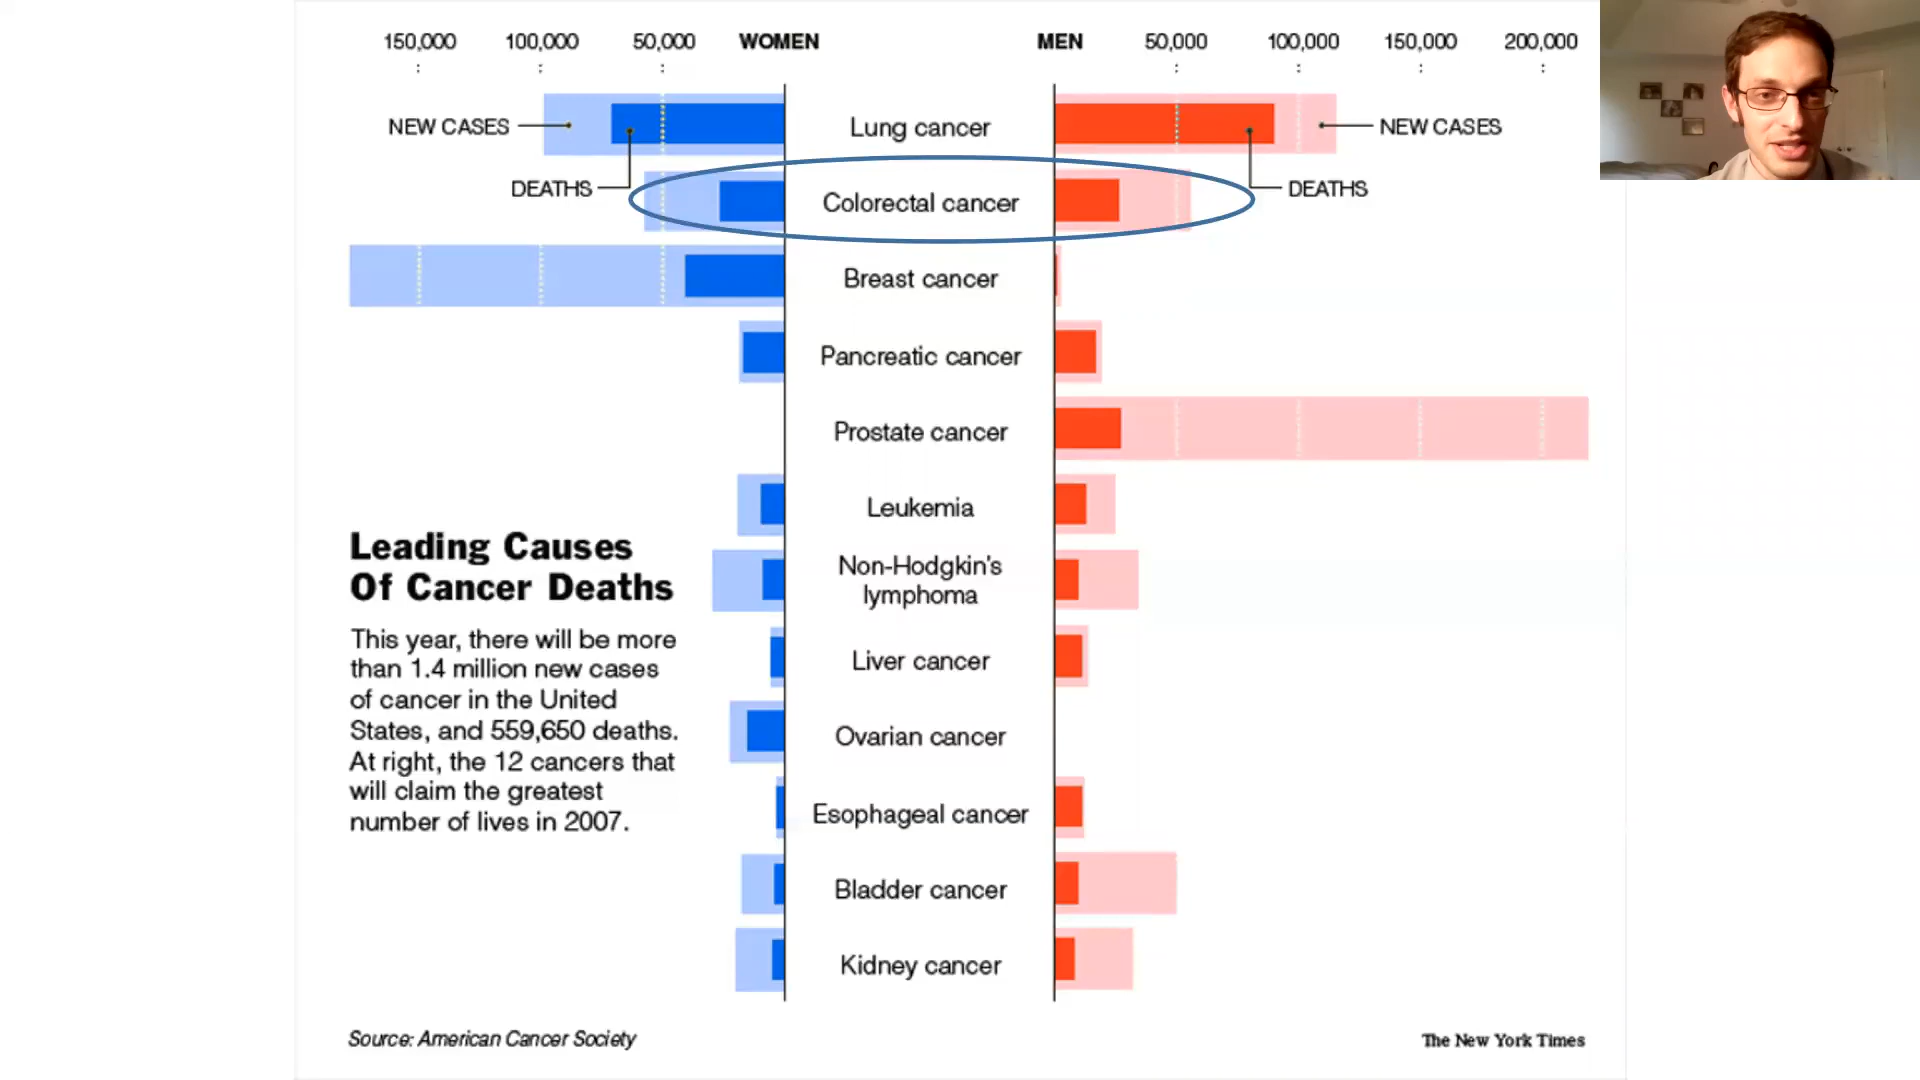 150,000 100,000 50,000 WOMEN MEN 50,000 100,000 150,000 200,000
NEW CASES Lung cancer NEW CASES
DEATHS DEATHS
Colorectal cancer
Breast cancer
Pancreatic cancer
Prostate cancer
Leukemia
Non-Hodgkin's
lymphoma
Liver cancer
Ovarian cancer
Esophageal cancer
Bladder cancer
Kidney cancer
Leading Causes
Of Cancer Deaths
This year, there will be more
than 1.4 million new cases
of cancer in the United
States, and 559,650 deaths.
At right, the 12 cancers that
will claim the greatest
number of lives in 2007.
Source: American Cancer Society
The New York Times